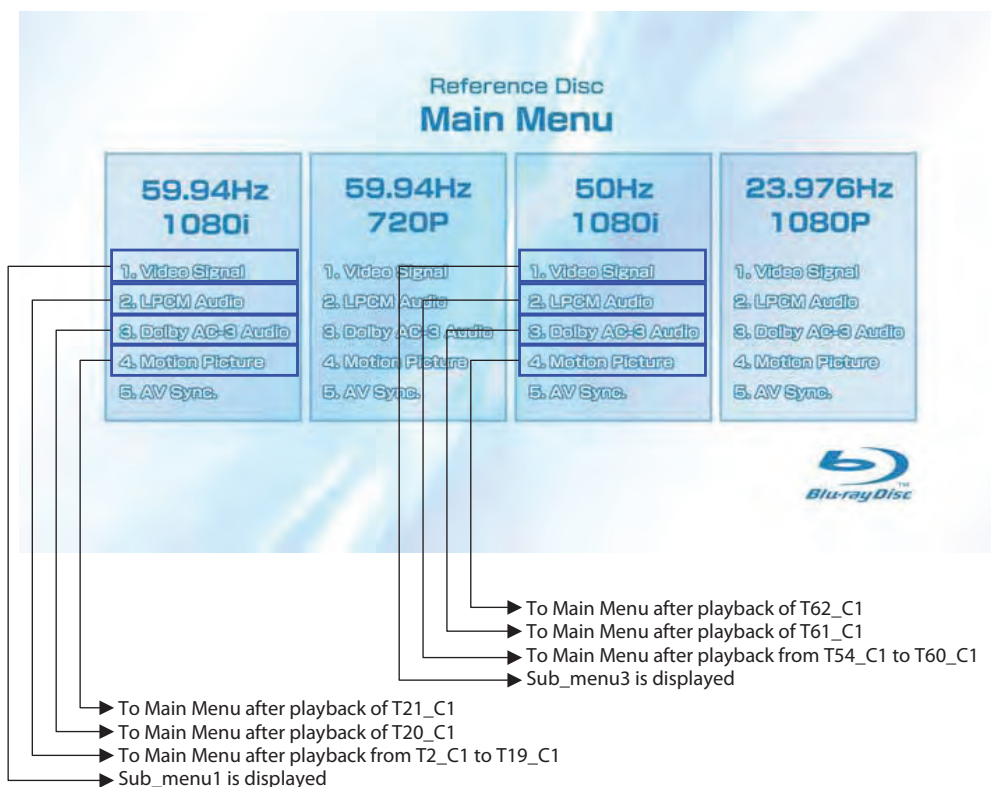 Reference Disc
Main Menu
59.94Hz
1080i
1. Video Signal
2. LPCM Audio
3. Dolby AC-3 Audio
4. Motion Picture
5. AV Sync.
59.94Hz
720P
1. Video Signal
2. LPCM Audio
3. Dolby AC-3 Audio
4. Motion Picture
5. AV Sync.
50Hz
1080i
1. Video Signal
2. LPCM Audio
3. Dolby AC-3 Audio
4. Motion Picture
5. AV Sync.
23.976Hz
1080P
1. Video Signal
2. LPCM Audio
3. Dolby AC-3 Audio
4. Motion Picture
5. AV Sync.
Blu-ray Disc™
To Main Menu after playback of T62_C1
To Main Menu after playback of T61_C1
To Main Menu after playback from T54_C1 to T60_C1
Sub_menu3 is displayed
To Main Menu after playback of T21_C1
To Main Menu after playback of T20_C1
To Main Menu after playback from T2_C1 to T19_C1
Sub_menu1 is displayed